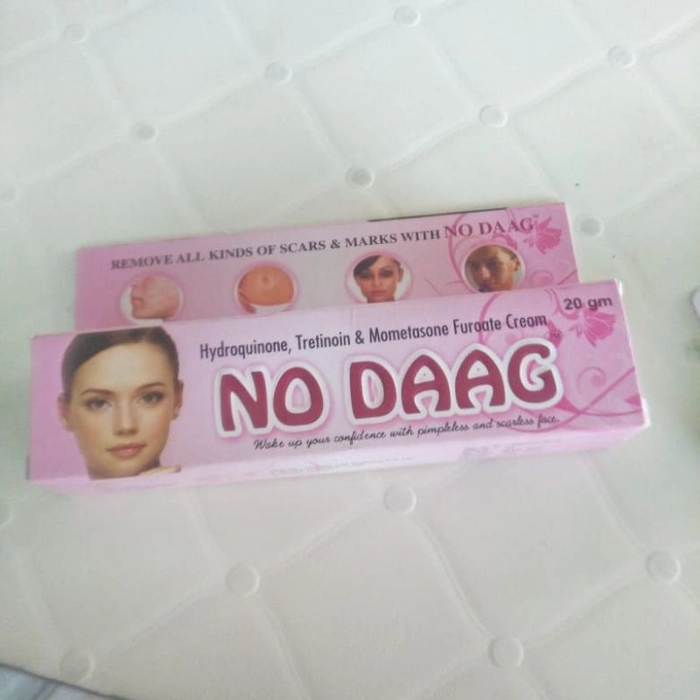 REMOVE ALL KINDS OF SCARS & MARKS WITH NO DAAG
20 gm
Hydroquinone, Tretinoin & Mometasone Furoate Cream
NO DAAG
Wake up your confidence with pimpleless and scarless face.